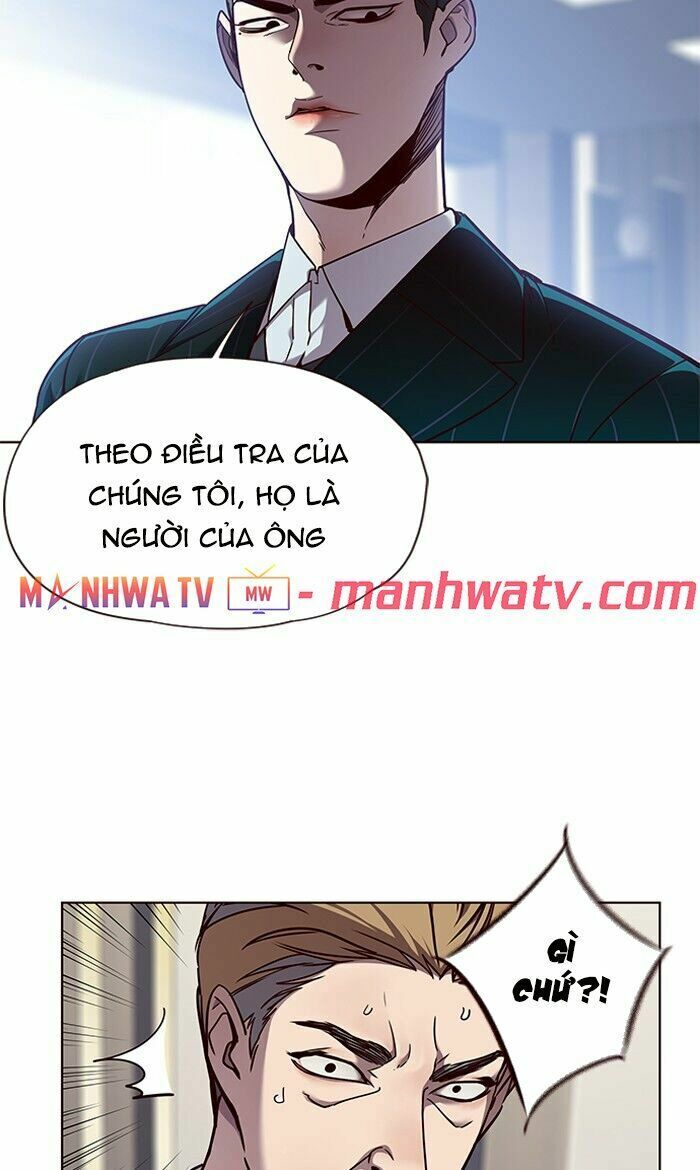 THEO ĐIỀU TRA CỦA
CHÚNG TÔI, HỌ LÀ
NGƯỜI CỦA ÔNG
MANHWA TV MW - manhwatv.com
GÌ
CHỨ?!